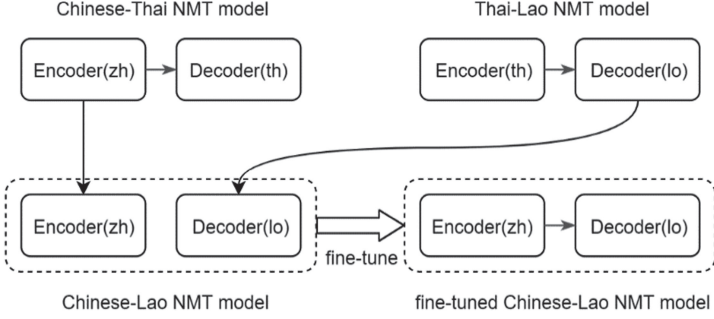 Chinese-Thai NMT model
Thai-Lao NMT model
Encoder(zh)
Decoder(th)
Encoder(th)
Decoder(lo)
Encoder(zh)
Decoder(lo)
fine-tune
Encoder(zh)
Decoder(lo)
Chinese-Lao NMT model
fine-tuned Chinese-Lao NMT model